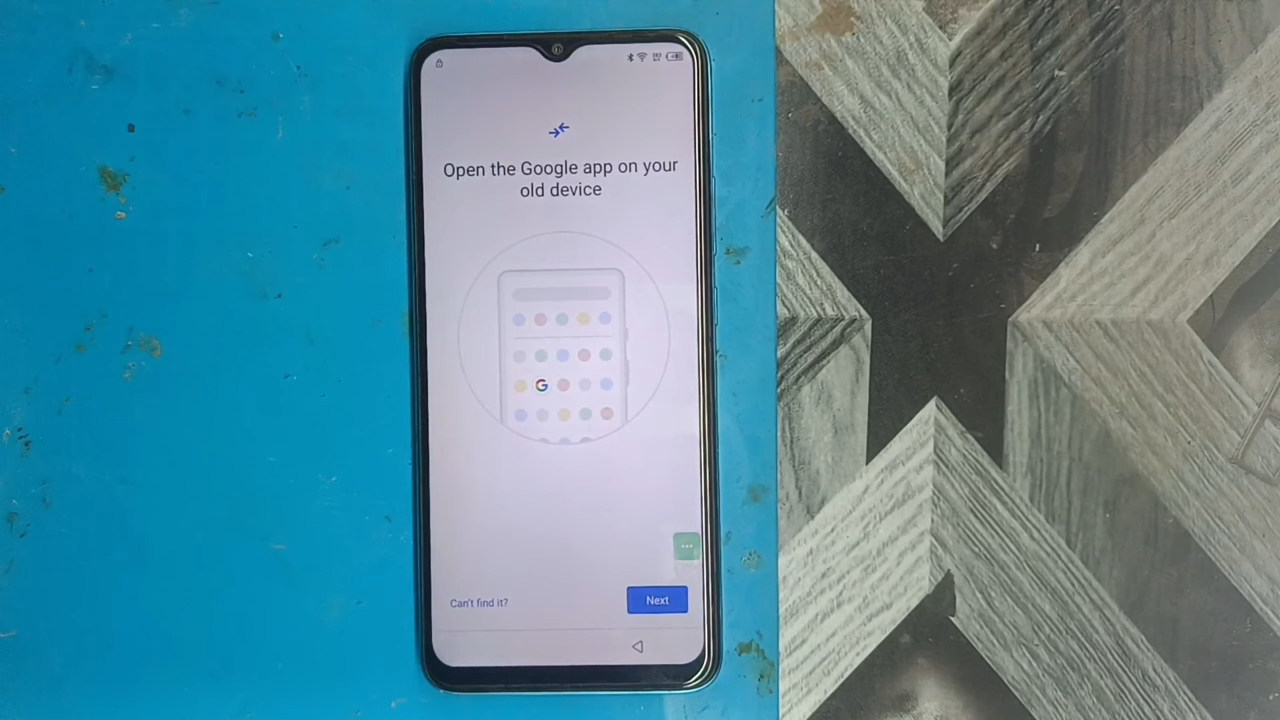 Open the Google app on your
old device
G
Can't find it?
Next